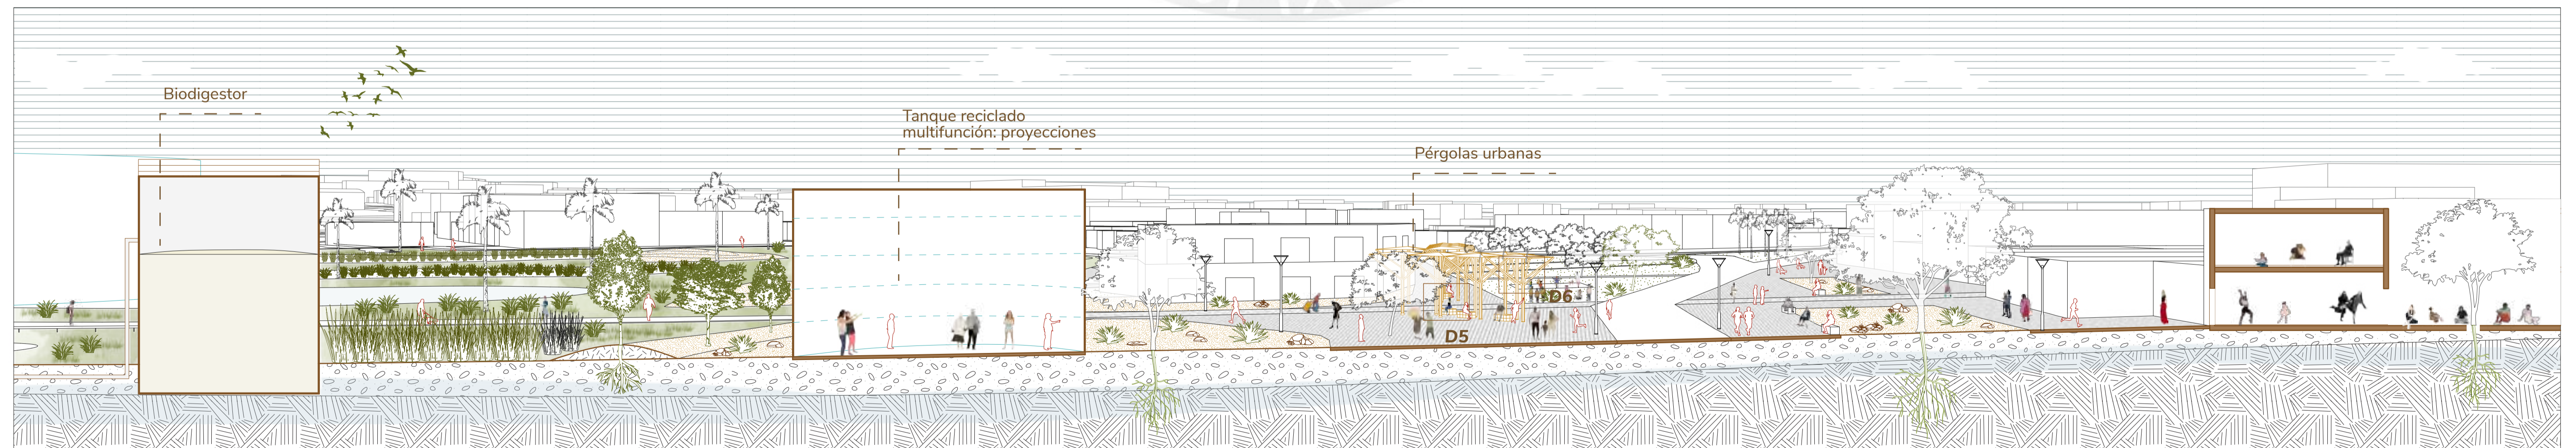 Biodigestor
Tanque reciclado
multifunción: proyecciones
Pérgolas urbanas
D6
D5